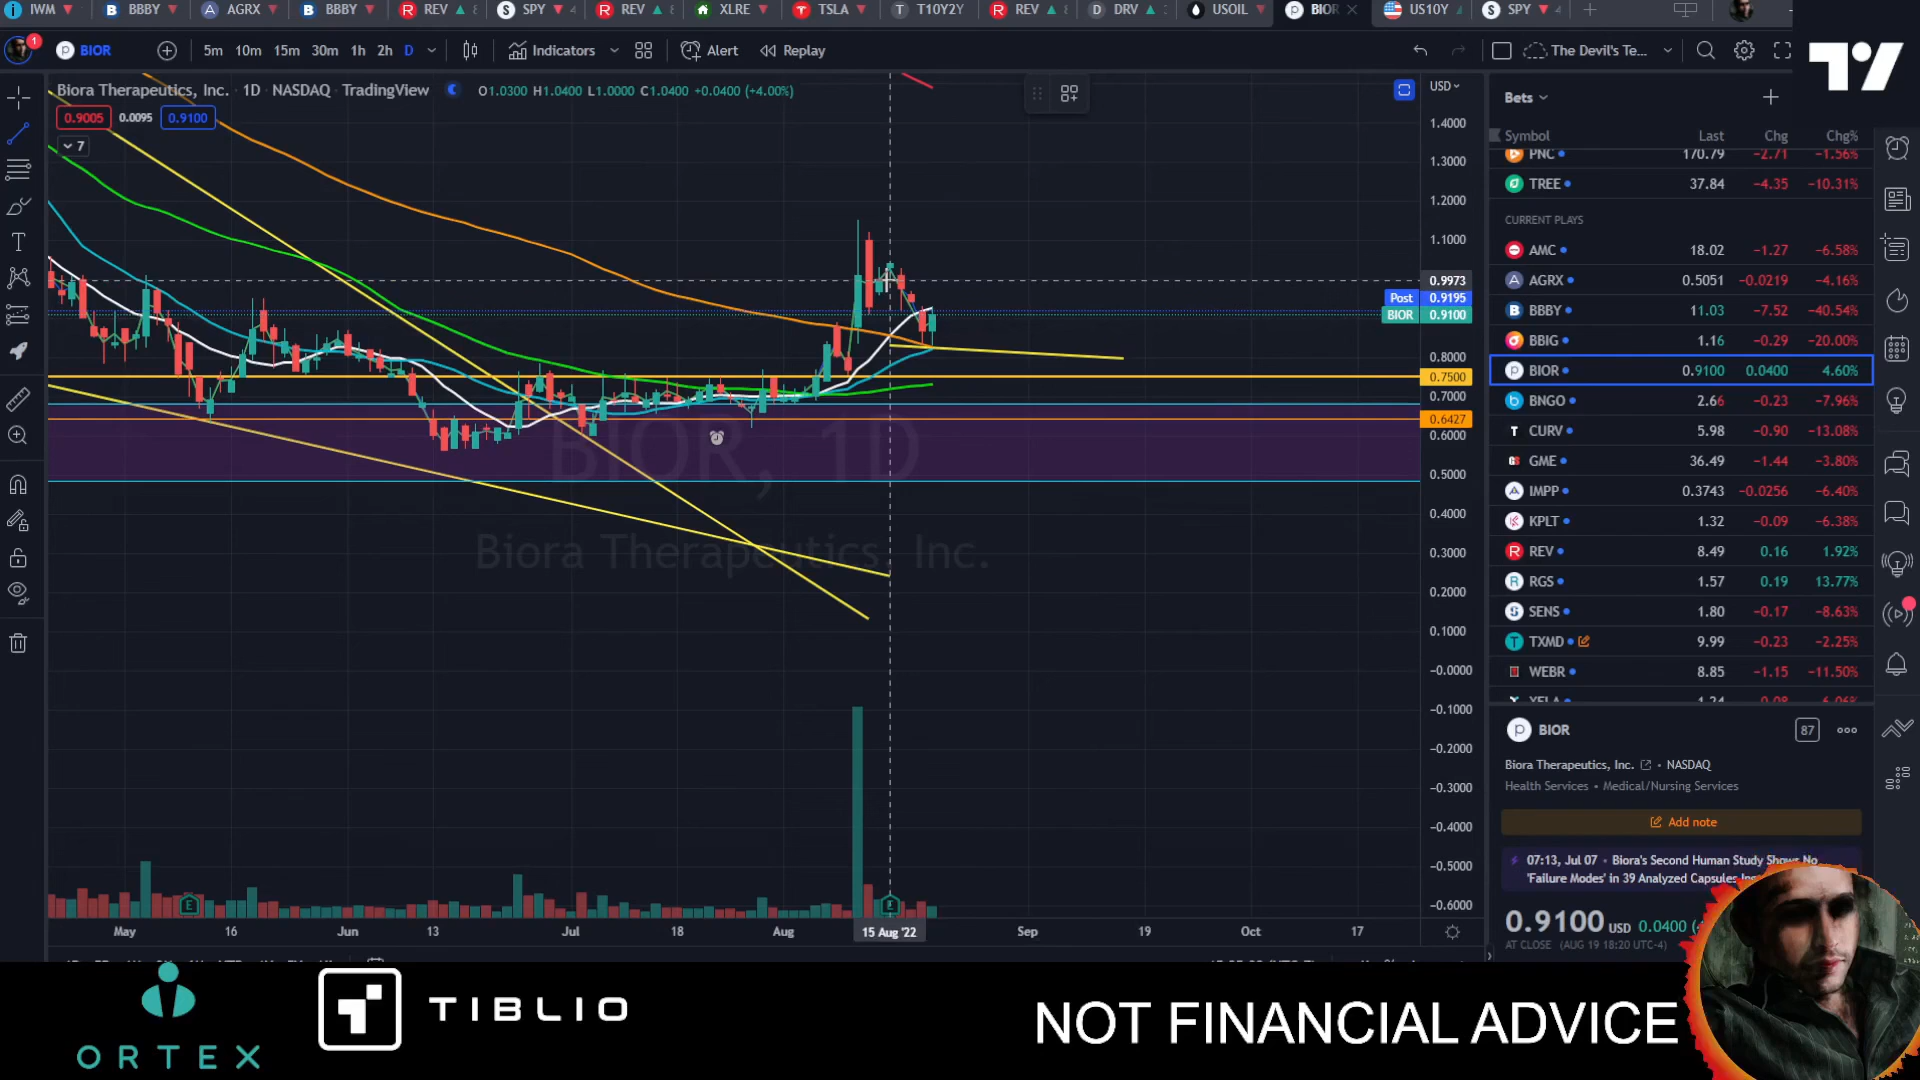 IWM BBBY AGRX BBBY REV SPY REV XLRE TSLA T10Y2Y REV DRV USOIL BIOR US10Y SPY
BIOR 5m 10m 15m 30m 1h 2h D Indicators Alert Replay The Devil's Te...
Biora Therapeutics, Inc. · 1D · NASDAQ · TradingView O1.0300 H1.0400 L1.0000 C1.0400 +0.0400 (+4.00%)
0.9005 0.0095 0.9100
7
USD
1.4000
1.3000
1.2000
1.1000
0.9973
Post 0.9195
BIOR 0.9100
0.8000
0.7500
0.7000
0.6427
0.6000
0.5000
0.4000
0.3000
0.2000
0.1000
−0.0000
−0.1000
−0.2000
−0.3000
−0.4000
−0.5000
−0.6000
BIOR, 1D
Biora Therapeutics, Inc.
E E
May 16 Jun 13 Jul 18 Aug 15 Aug '22 Sep 19 Oct 17
Bets
Symbol Last Chg Chg%
PNC 170.79 −2.71 −1.56%
TREE 37.84 −4.35 −10.31%
CURRENT PLAYS
AMC 18.02 −1.27 −6.58%
AGRX 0.5051 −0.0219 −4.16%
BBBY 11.03 −7.52 −40.54%
BBIG 1.16 −0.29 −20.00%
BIOR 0.9100 0.0400 4.60%
BNGO 2.66 −0.23 −7.96%
CURV 5.98 −0.90 −13.08%
GME 36.49 −1.44 −3.80%
IMPP 0.3743 −0.0256 −6.40%
KPLT 1.32 −0.09 −6.38%
REV 8.49 0.16 1.92%
RGS 1.57 0.19 13.77%
SENS 1.80 −0.17 −8.63%
TXMD 9.99 −0.23 −2.25%
WEBR 8.85 −1.15 −11.50%
BIOR 87
Biora Therapeutics, Inc. • NASDAQ
Health Services • Medical/Nursing Services
Add note
07:13, Jul 07 • Biora's Second Human Study Shows No
'Failure Modes' in 39 Analyzed Capsules
0.9100 USD 0.0400
AT CLOSE (AUG 19 18:20 UTC-4)
ORTEX
TIBLIO
NOT FINANCIAL ADVICE